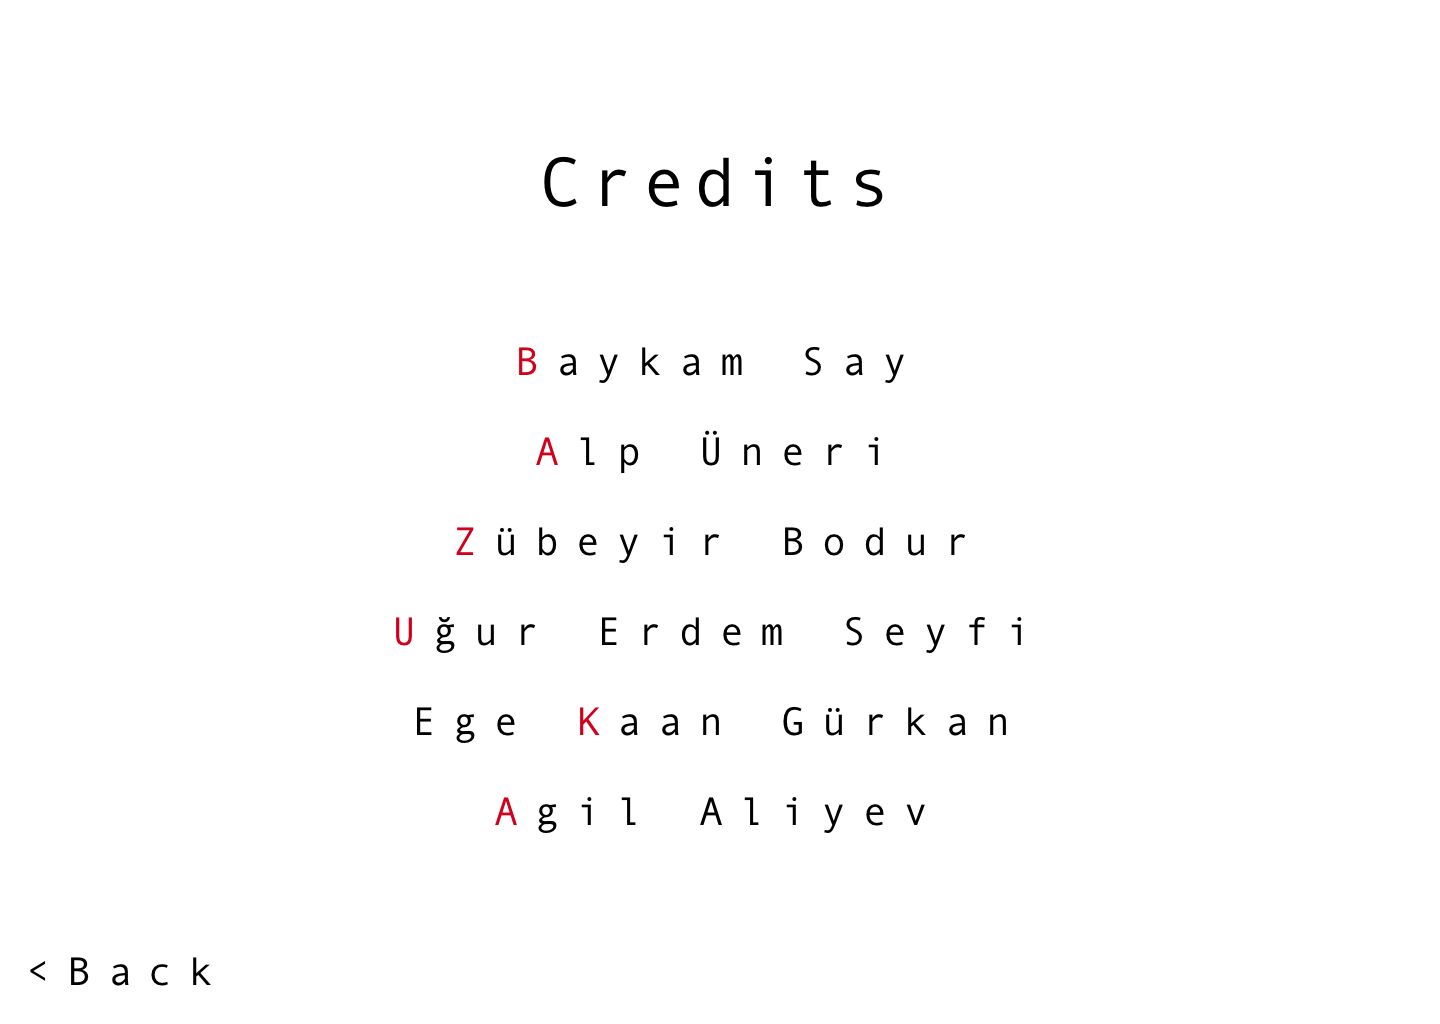 Credits
Baykam Say
Alp Üneri
Zübeyir Bodur
Uğur Erdem Seyfi
Ege Kaan Gürkan
Agil Aliyev
<Back